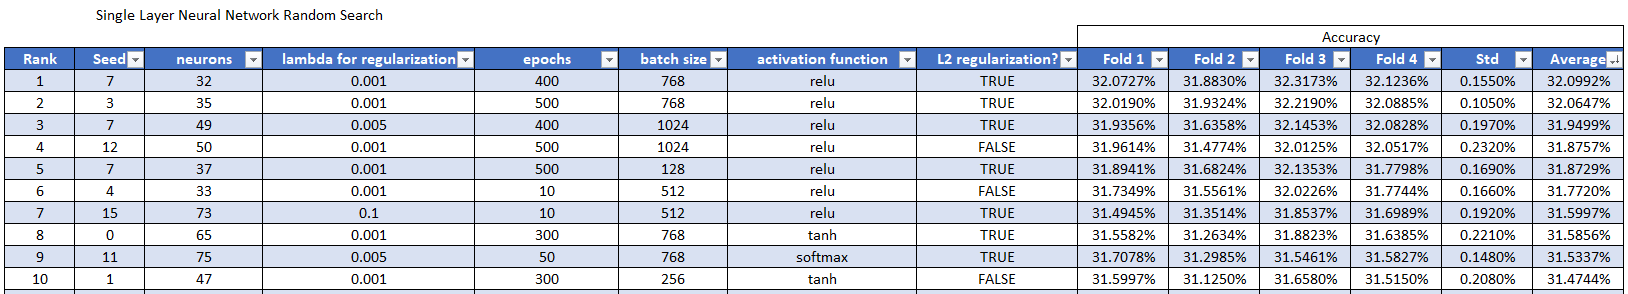 Single Layer Neural Network Random Search
Accuracy
Rank Seed neurons lambda for regularization epochs batch size activation function L2 regularization? Fold 1 Fold 2 Fold 3 Fold 4 Std Average
1 7 32 0.001 400 768 relu TRUE 32.0727% 31.8830% 32.3173% 32.1236% 0.1550% 32.0992%
2 3 35 0.001 500 768 relu TRUE 32.0190% 31.9324% 32.2190% 32.0885% 0.1050% 32.0647%
3 7 49 0.005 400 1024 relu TRUE 31.9356% 31.6358% 32.1453% 32.0828% 0.1970% 31.9499%
4 12 50 0.001 500 1024 relu FALSE 31.9614% 31.4774% 32.0125% 32.0517% 0.2320% 31.8757%
5 7 37 0.001 500 128 relu TRUE 31.8941% 31.6824% 32.1353% 31.7798% 0.1690% 31.8729%
6 4 33 0.001 10 512 relu FALSE 31.7349% 31.5561% 32.0226% 31.7744% 0.1660% 31.7720%
7 15 73 0.1 10 512 relu TRUE 31.4945% 31.3514% 31.8537% 31.6989% 0.1920% 31.5997%
8 0 65 0.001 300 768 tanh TRUE 31.5582% 31.2634% 31.8823% 31.6385% 0.2210% 31.5856%
9 11 75 0.005 50 768 softmax TRUE 31.7078% 31.2985% 31.5461% 31.5827% 0.1480% 31.5337%
10 1 47 0.001 300 256 tanh FALSE 31.5997% 31.1250% 31.6580% 31.5150% 0.2080% 31.4744%